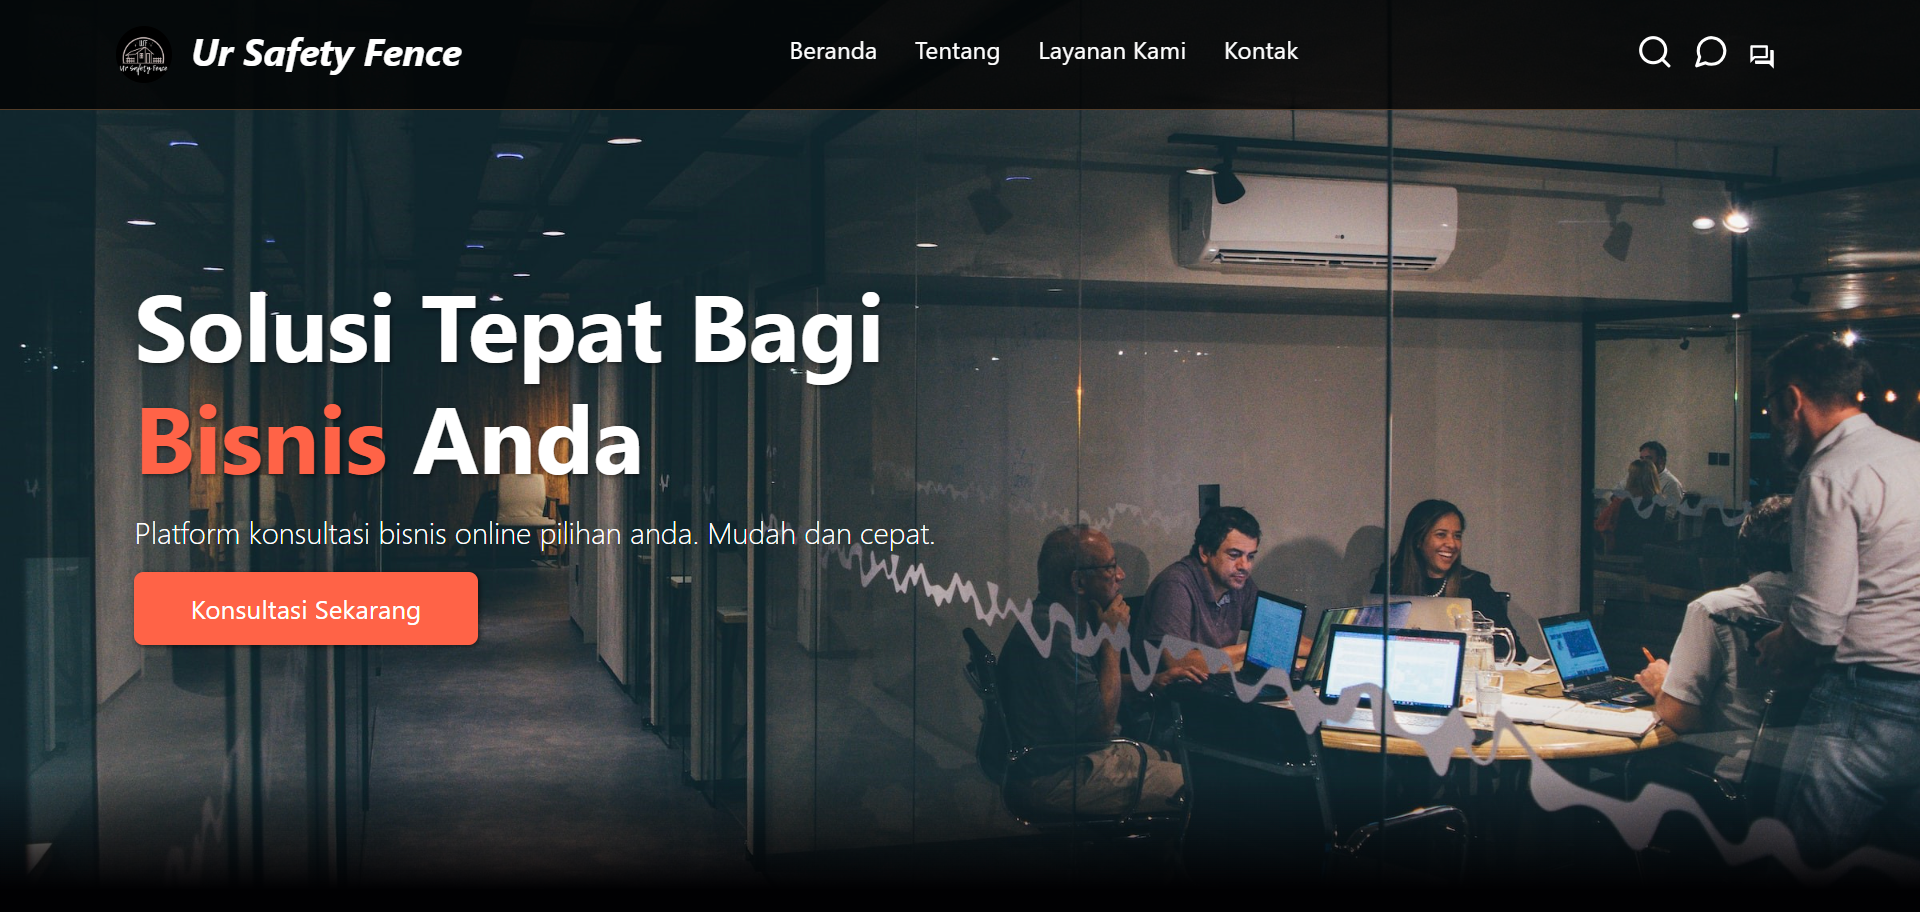 Ur Safety Fence
Ur Safety Fence
Beranda
Tentang
Layanan Kami
Kontak
Solusi Tepat Bagi
Bisnis Anda
Platform konsultasi bisnis online pilihan anda. Mudah dan cepat.
Konsultasi Sekarang